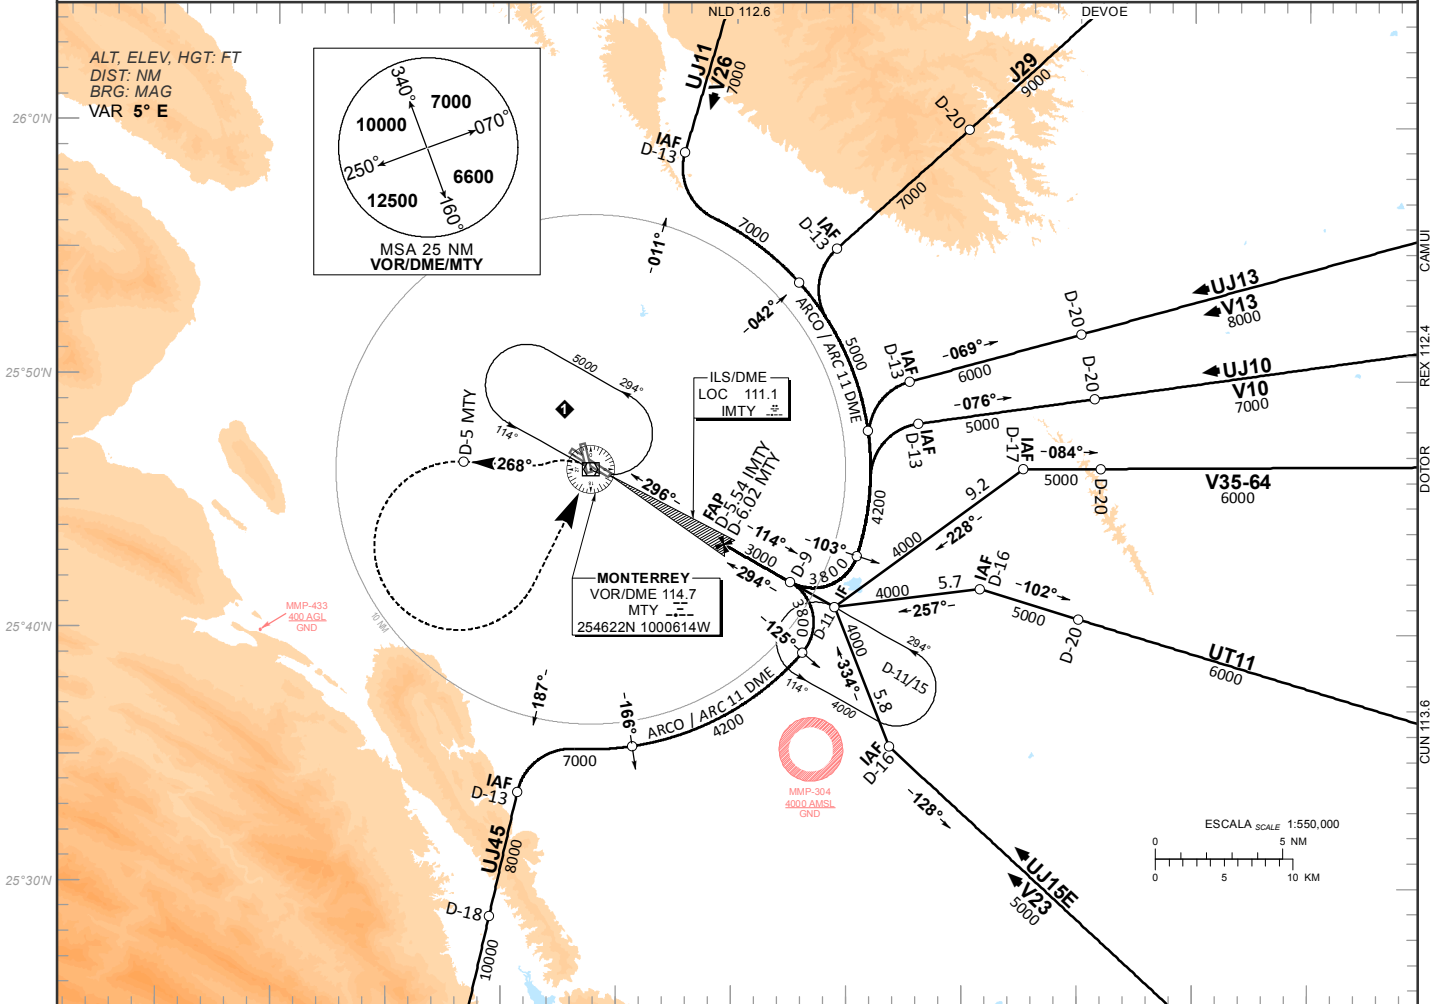 NLD 112.6
DEVOE
ALT, ELEV, HGT: FT
DIST: NM
BRG: MAG
VAR 5° E
340°
7000
070°
10000
250°
6600
12500
160°
MSA 25 NM
VOR/DME/MTY
UJ11
V26
7000
J29
9000
D-20
7000
IAF
D-13
IAF
D-13
26°0'N
7000
-011°
-042°
ARCO / ARC 11 DME
5000
UJ13
V13
8000
CAMUI
D-20
-069°
6000
IAF
D-13
UJ10
V10
7000
REX 112.4
D-20
-076°
5000
IAF
D-13
25°50'N
5000
294°
1
114°
ILS/DME
LOC 111.1
IMTY
D-5 MTY
268°
296°-
FAP
D-5.54 IMTY
D-6.02 MTY
IAF
D-17
-084°
5000
D-20
V35-64
6000
DOTOR
9.2
-228°-
4000
4200
-114°
-103°
3000
-294°
D-9
3800
3800
IF
D-11
MONTERREY
VOR/DME 114.7
MTY
254622N 1000614W
5.7
4000
-257°-
IAF
D-16
-102°
5000
D-20
UT11
6000
CUN 113.6
MMP-433
400 AGL
GND
10 NM
25°40'N
-125°
4000
334°-
5.8
294°
D-11/15
114°
4000
-187°
-166°
ARCO / ARC 11 DME
4200
7000
IAF
D-13
IAF
D-16
MMP-304
4000 AMSL
GND
-128°
UJ15E
V23
5000
UJ45
8000
D-18
10000
25°30'N
ESCALA SCALE 1:550,000
0 5 NM
0 5 10 KM